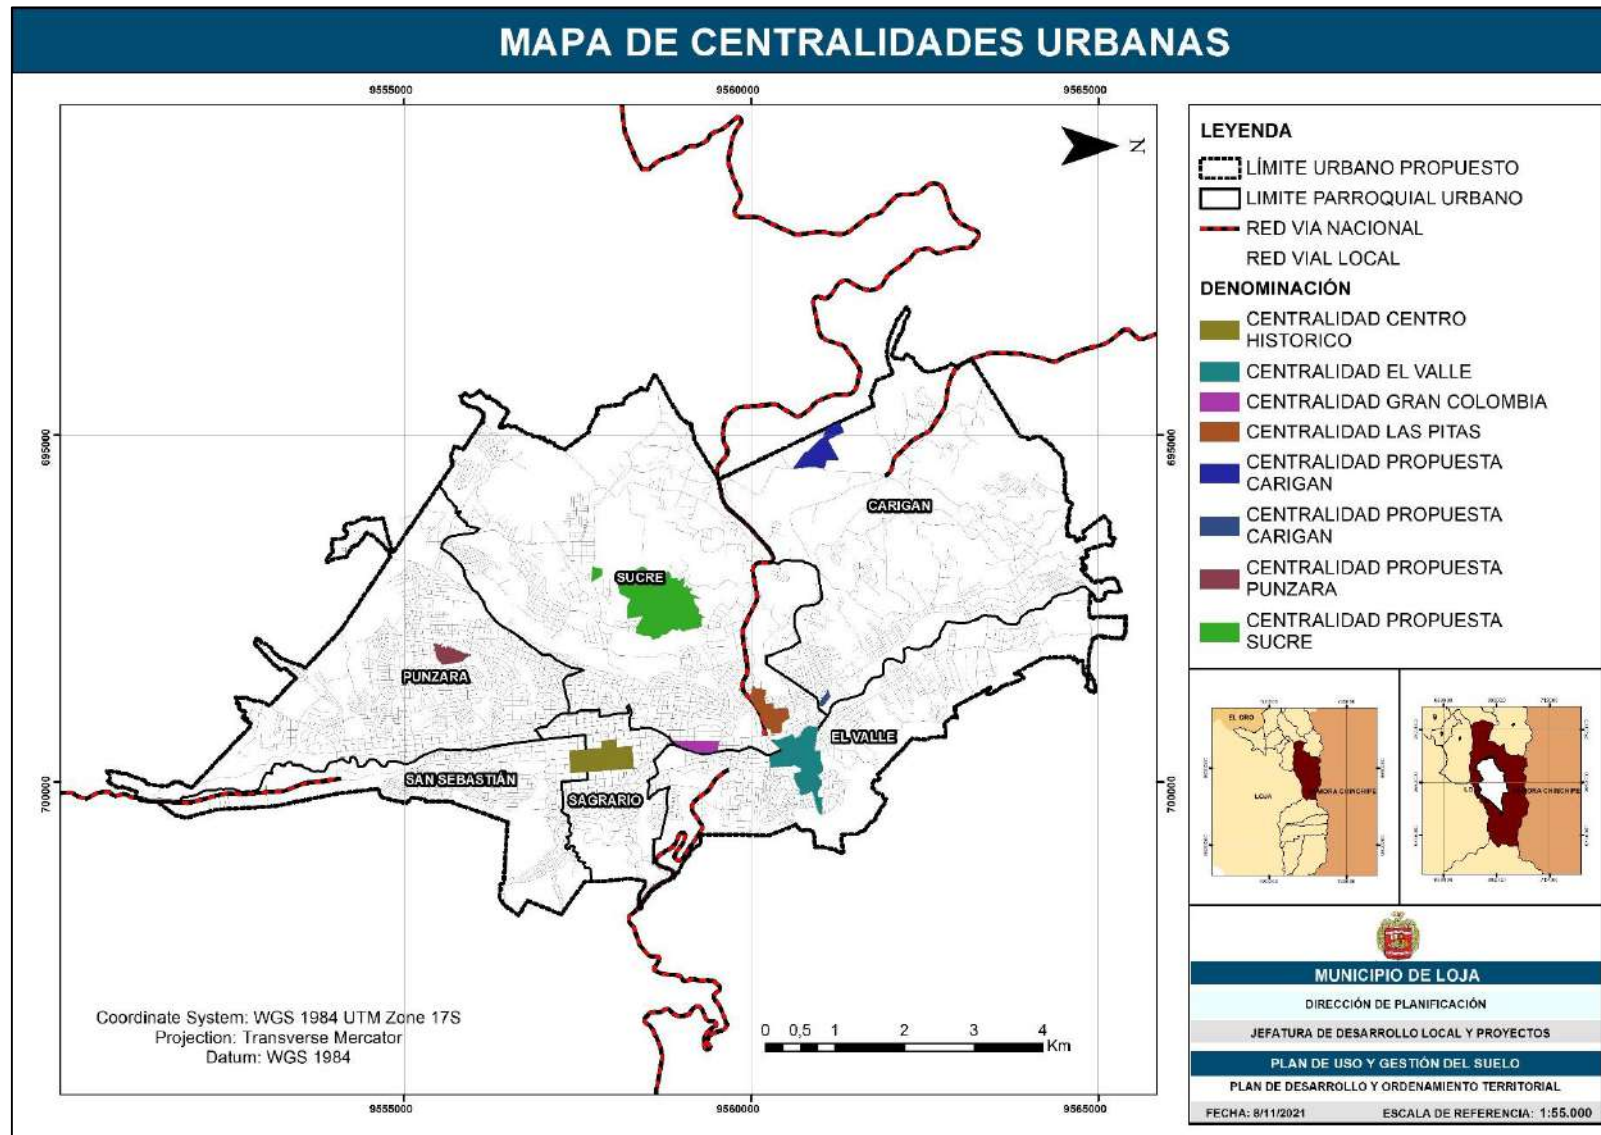 MAPA DE CENTRALIDADES URBANAS
9555000
9560000
9565000
695000
695000
700000
700000
N
CARIGAN
SUCRE
PUNZARA
EL VALLE
SAN SEBASTIÁN
SAGRARIO
Coordinate System: WGS 1984 UTM Zone 17S
Projection: Transverse Mercator
Datum: WGS 1984
0 0,5 1 2 3 4
Km
9555000
9560000
9565000
LEYENDA
LÍMITE URBANO PROPUESTO
LIMITE PARROQUIAL URBANO
RED VIA NACIONAL
RED VIAL LOCAL
DENOMINACIÓN
CENTRALIDAD CENTRO
HISTORICO
CENTRALIDAD EL VALLE
CENTRALIDAD GRAN COLOMBIA
CENTRALIDAD LAS PITAS
CENTRALIDAD PROPUESTA
CARIGAN
CENTRALIDAD PROPUESTA
CARIGAN
CENTRALIDAD PROPUESTA
PUNZARA
CENTRALIDAD PROPUESTA
SUCRE
EL ORO
LOJA
MUNICIPIO DE LOJA
DIRECCIÓN DE PLANIFICACIÓN
JEFATURA DE DESARROLLO LOCAL Y PROYECTOS
PLAN DE USO Y GESTIÓN DEL SUELO
PLAN DE DESARROLLO Y ORDENAMIENTO TERRITORIAL
FECHA: 8/11/2021 ESCALA DE REFERENCIA: 1:55.000